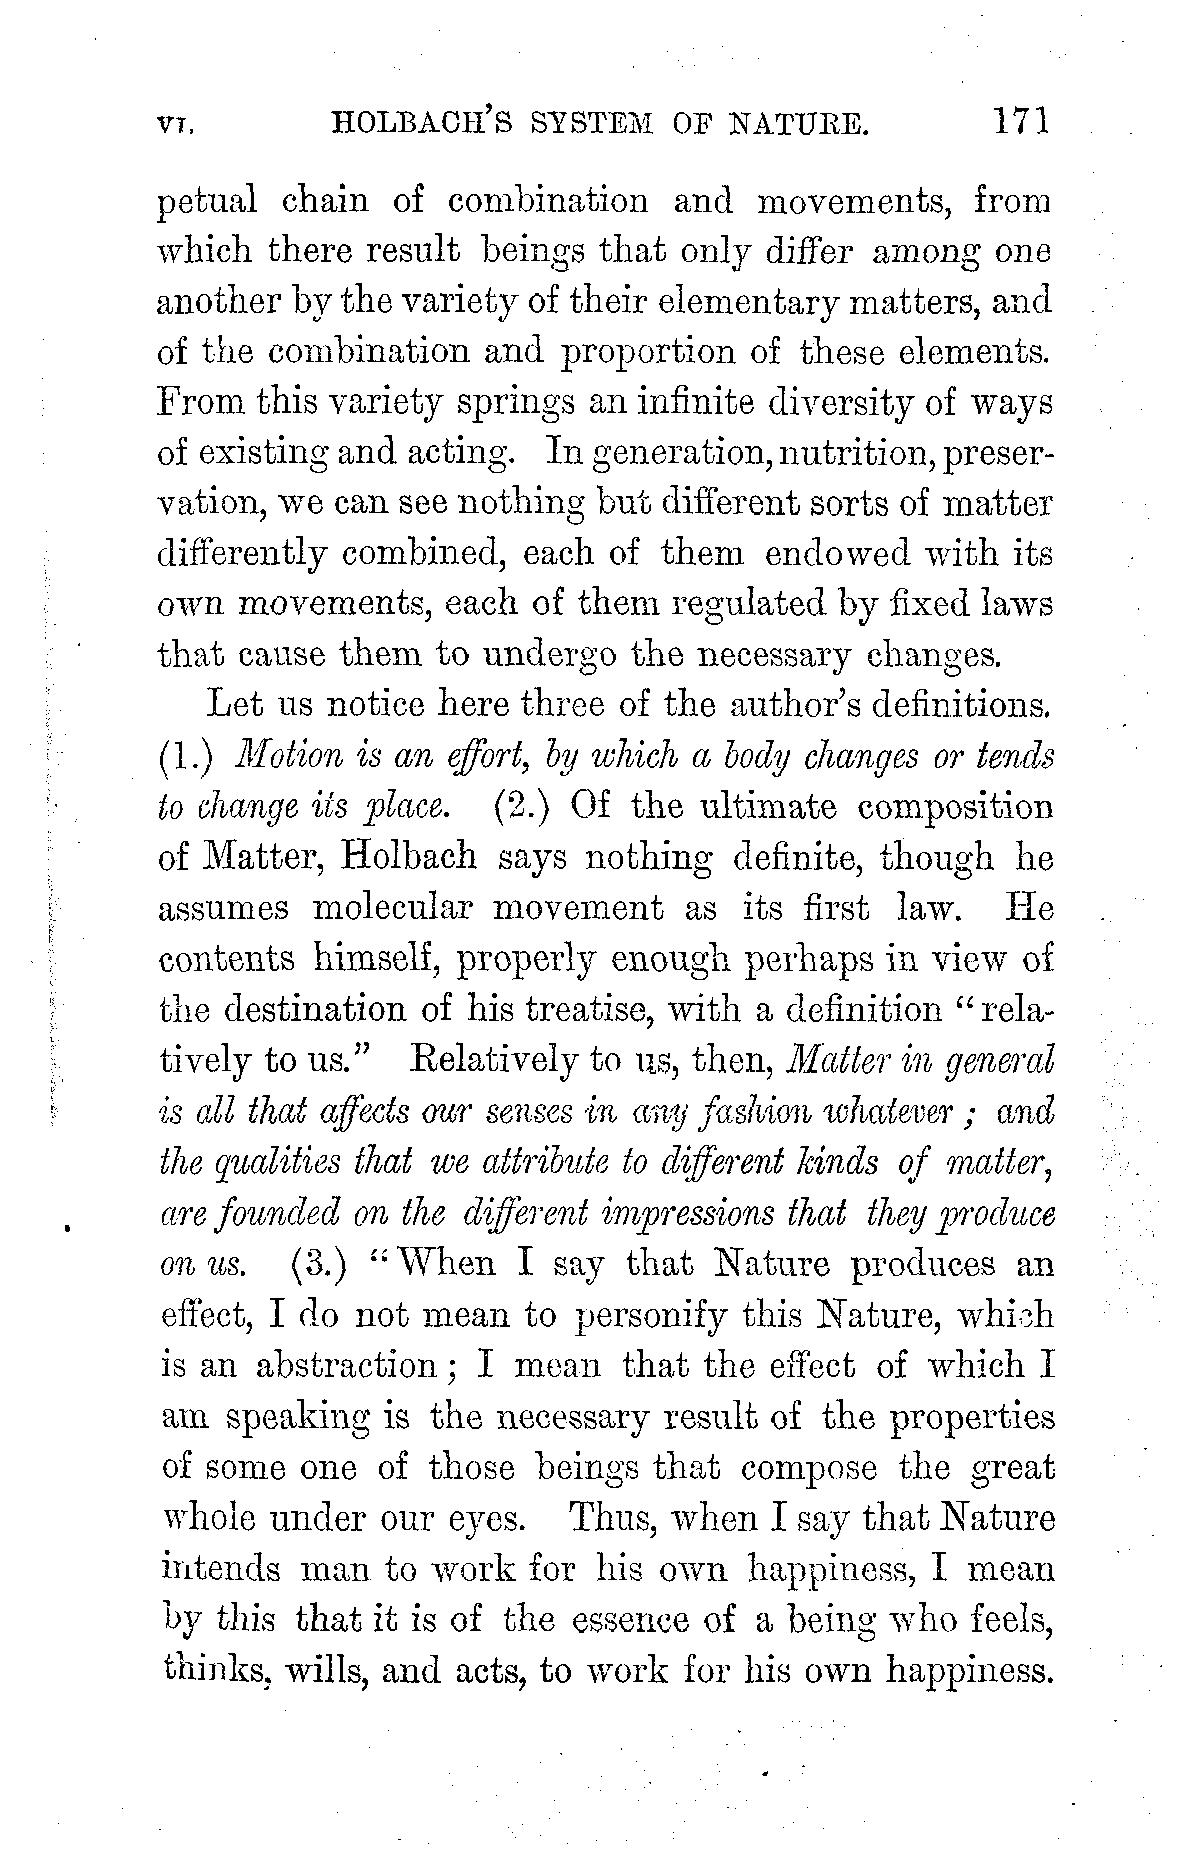 VI. HOLBACH'S SYSTEM OF NATURE. 171
petual chain of combination and movements, from
which there result beings that only differ among one
another by the variety of their elementary matters, and
of the combination and proportion of these elements.
From this variety springs an infinite diversity of ways
of existing and acting. In generation, nutrition, preser-
vation, we can see nothing but different sorts of matter
differently combined, each of them endowed with its
own movements, each of them regulated by fixed laws
that cause them to undergo the necessary changes.
Let us notice here three of the author's definitions.
(1.) Motion is an effort, by which a body changes or tends
to change its place. (2.) Of the ultimate composition
of Matter, Holbach says nothing definite, though he
assumes molecular movement as its first law. He
contents himself, properly enough perhaps in view of
the destination of his treatise, with a definition “rela-
tively to us.” Relatively to us, then, Matter in general
is all that affects our senses in any fashion whatever; and
the qualities that we attribute to different kinds of matter,
are founded on the different impressions that they produce
on us. (3.) “When I say that Nature produces an
effect, I do not mean to personify this Nature, which
is an abstraction; I mean that the effect of which I
am speaking is the necessary result of the properties
of some one of those beings that compose the great
whole under our eyes. Thus, when I say that Nature
intends man to work for his own happiness, I mean
by this that it is of the essence of a being who feels,
thinks, wills, and acts, to work for his own happiness.